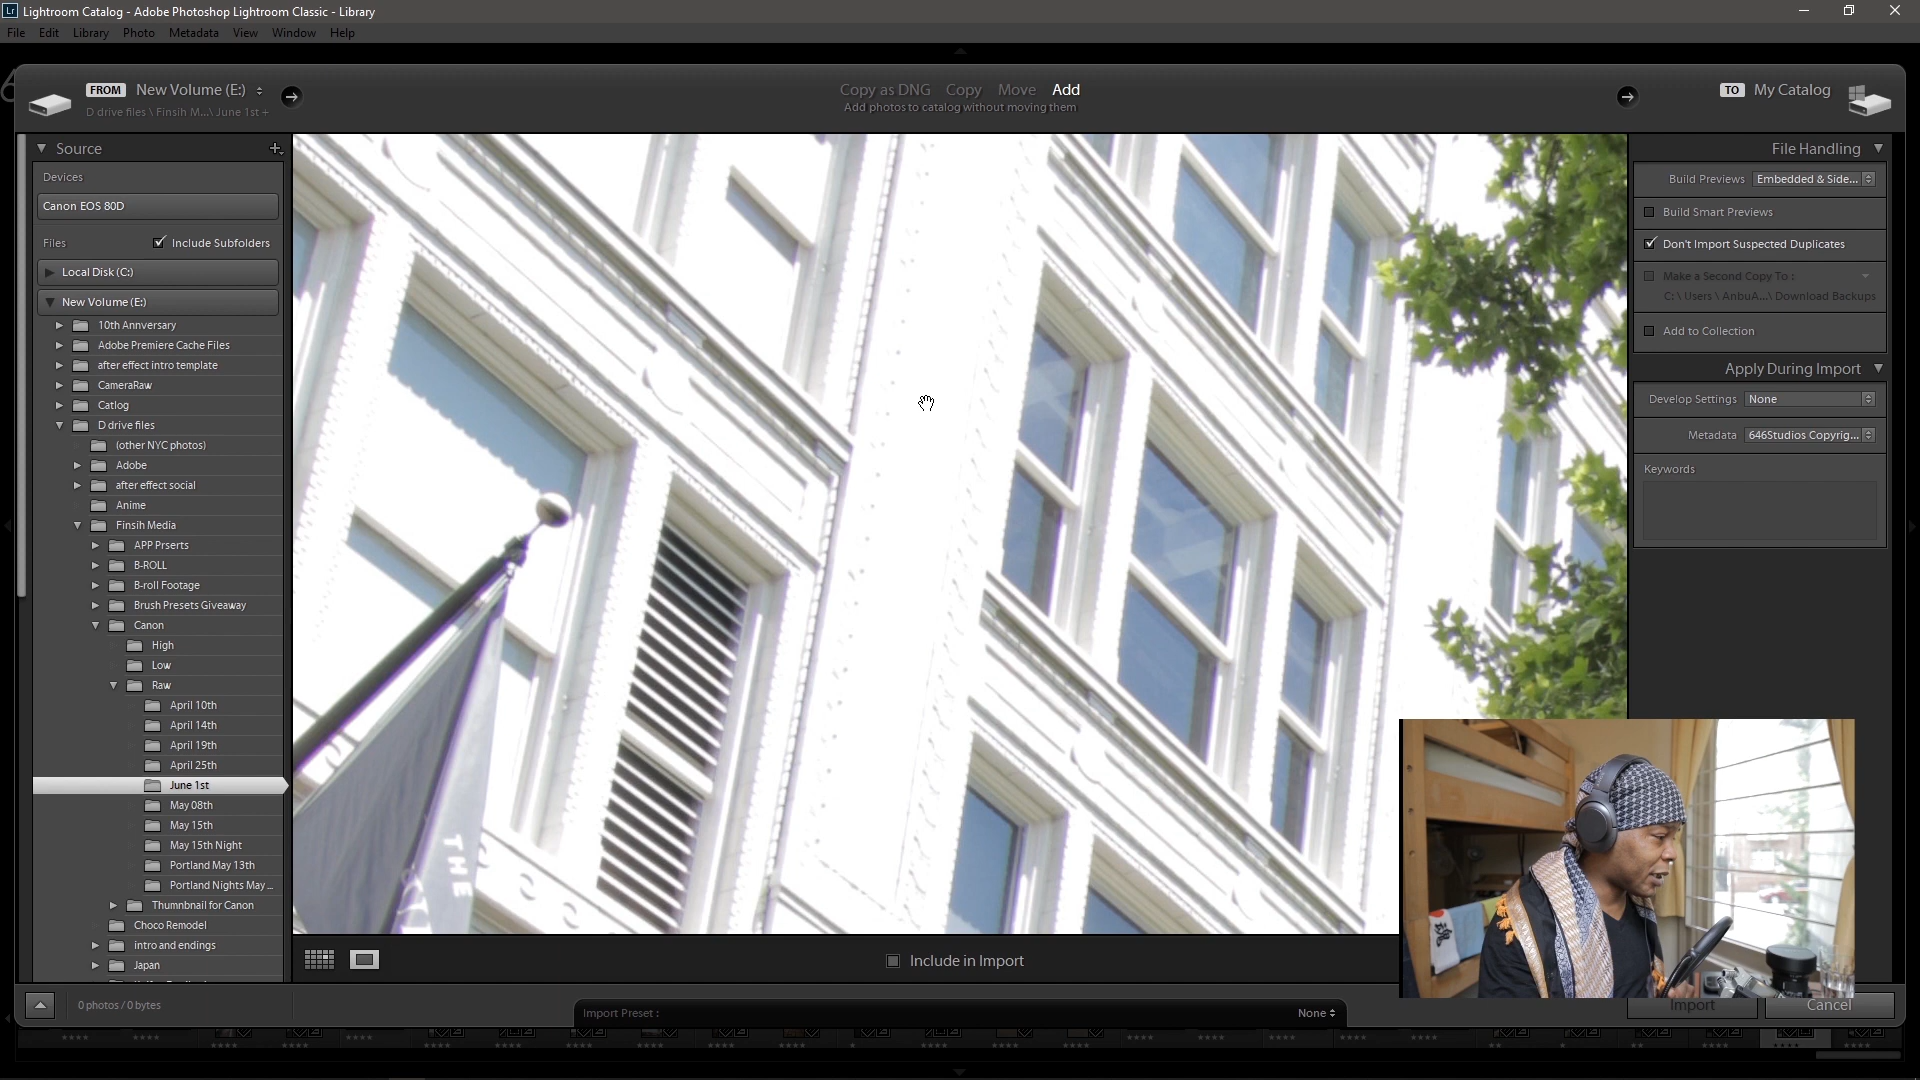 Lr Lightroom Catalog - Adobe Photoshop Lightroom Classic - Library
File Edit Library Photo Metadata View Window Help
FROM New Volume (E:)
D drive files \ Finsih M...\ June 1st +
Copy as DNG Copy Move Add
Add photos to catalog without moving them
TO My Catalog
Source
Devices
Canon EOS 80D
Files Include Subfolders
Local Disk (C:)
New Volume (E:)
10th Annversary
Adobe Premiere Cache Files
after effect intro template
CameraRaw
Catlog
D drive files
(other NYC photos)
Adobe
after effect social
Anime
Finsih Media
APP Prserts
B-ROLL
B-roll Footage
Brush Presets Giveaway
Canon
High
Low
Raw
April 10th
April 14th
April 19th
April 25th
June 1st
May 08th
May 15th
May 15th Night
Portland May 13th
Portland Nights May ...
Thumnbnail for Canon
Choco Remodel
intro and endings
Japan
THE
File Handling
Build Previews Embedded & Side...
Build Smart Previews
Don't Import Suspected Duplicates
Make a Second Copy To :
C: \ Users \ AnbuA...\ Download Backups
Add to Collection
Apply During Import
Develop Settings None
Metadata 646Studios Copyrig...
Keywords
Include in Import
0 photos / 0 bytes
Import Preset : None
Import Cancel